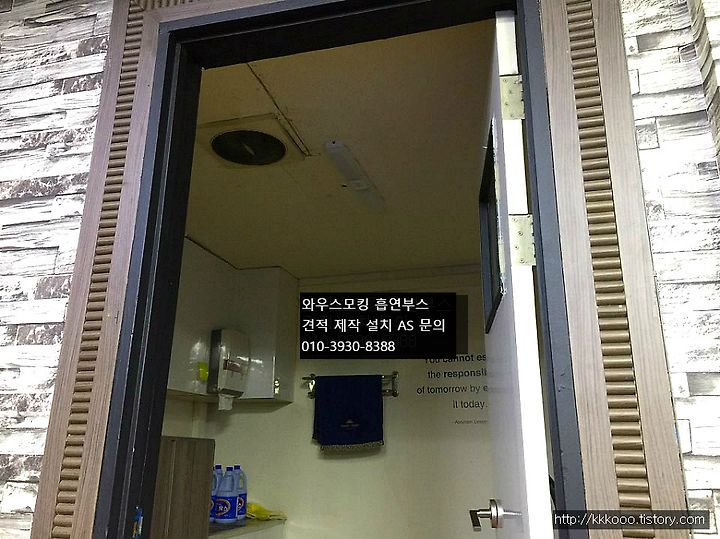 와우스모킹 흡연부스
견적 제작 설치 AS 문의
010-3930-8388
You cannot es
the responsi
of tomorrow by e
it today.
http://kkkooo.tistory.com